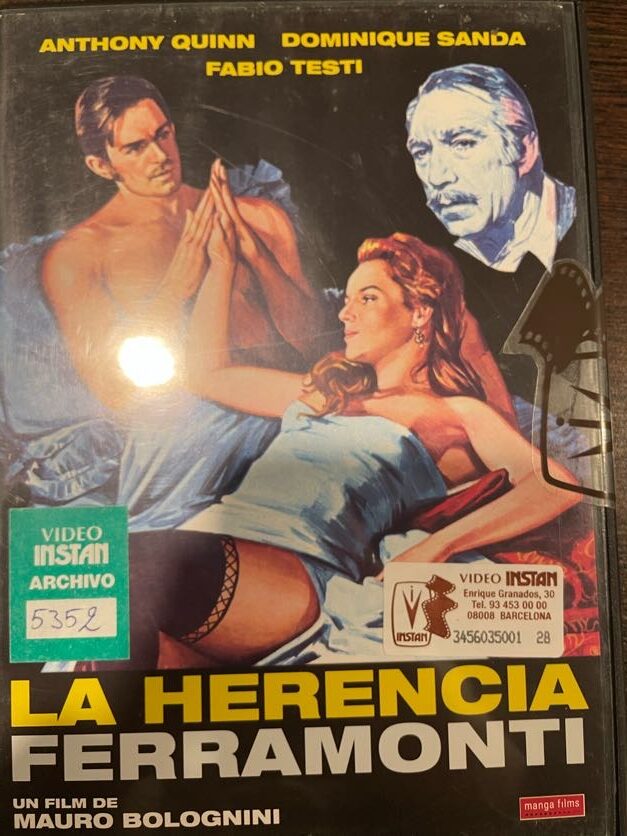 ANTHONY QUINN DOMINIQUE SANDA
FABIO TESTI
VIDEO
INSTAN
ARCHIVO
5352
VIDEO INSTAN
Enrique Granados, 30
Tel. 93 453 00 00
08008 BARCELONA
iV
INSTAN
3456035001 28
LA HERENCIA
FERRAMONTI
UN FILM DE
MAURO BOLOGNINI
manga films